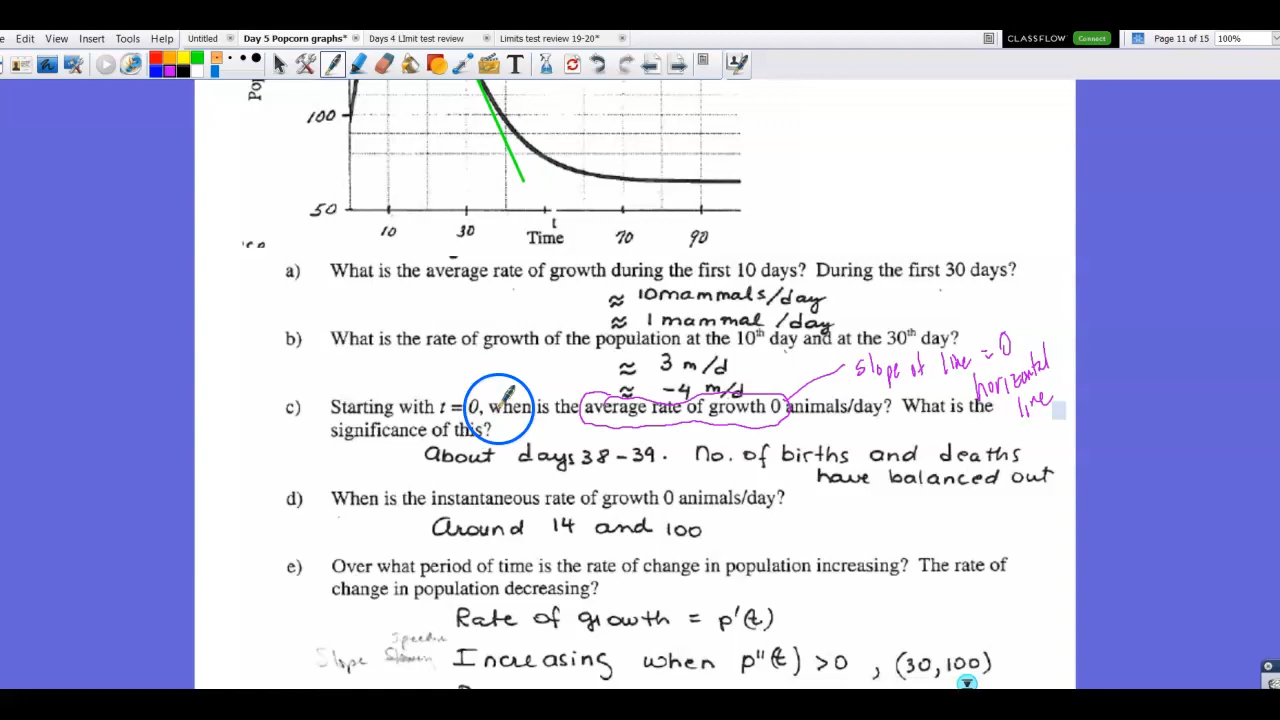 Edit View Insert Tools Help Untitled Day 5 Popcorn graphs* Days 4 LImit test review Limits test review 19-20* CLASSFLOW Connect Page 11 of 15 100%
100
50
10 30 t 70 90
Time
a) What is the average rate of growth during the first 10 days? During the first 30 days?
≈ 10 mammals/day
≈ 1 mammal /day
b) What is the rate of growth of the population at the 10th day and at the 30th day?
≈ 3 m/d
≈ -4 m/d
slope of line = 0
horizontal
line
c) Starting with t = 0, when is the average rate of growth 0 animals/day? What is the
significance of this?
About days 38-39. No. of births and deaths
have balanced out
d) When is the instantaneous rate of growth 0 animals/day?
Around 14 and 100
e) Over what period of time is the rate of change in population increasing? The rate of
change in population decreasing?
Rate of growth = p'(t)
Slope
Increasing when p''(t) > 0 , (30, 100)